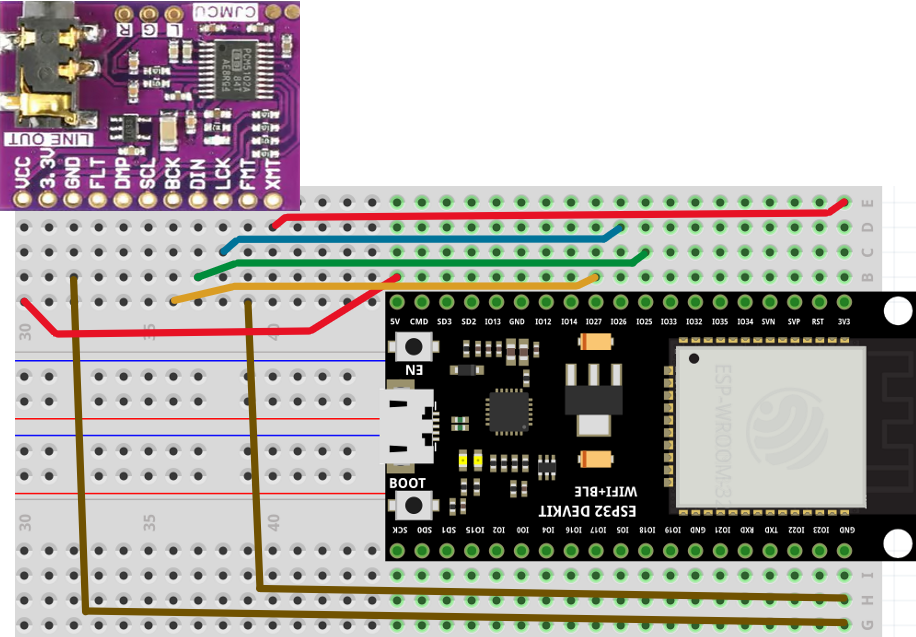 R G L
CJMCU
PCM5102A
LINE OUT
VCC 3.3V GND FLT DMP SCL BCK DIN LCK FMT XMT
E
D
C
B
30 35 40
5V CMD SD3 SD2 IO13 GND IO12 IO14 IO27 IO26 IO25 IO33 IO32 IO35 IO34 SVN SVP RST 3V3
EN
ESP-WROOM-32
BOOT
WIFI+BLE
ESP32 DEVKIT
SCK SD0 SD1 IO15 IO2 IO0 IO4 IO16 IO17 IO5 IO18 IO19 GND IO21 RXD TXD IO22 IO23 GND
30 35 40
I
H
G